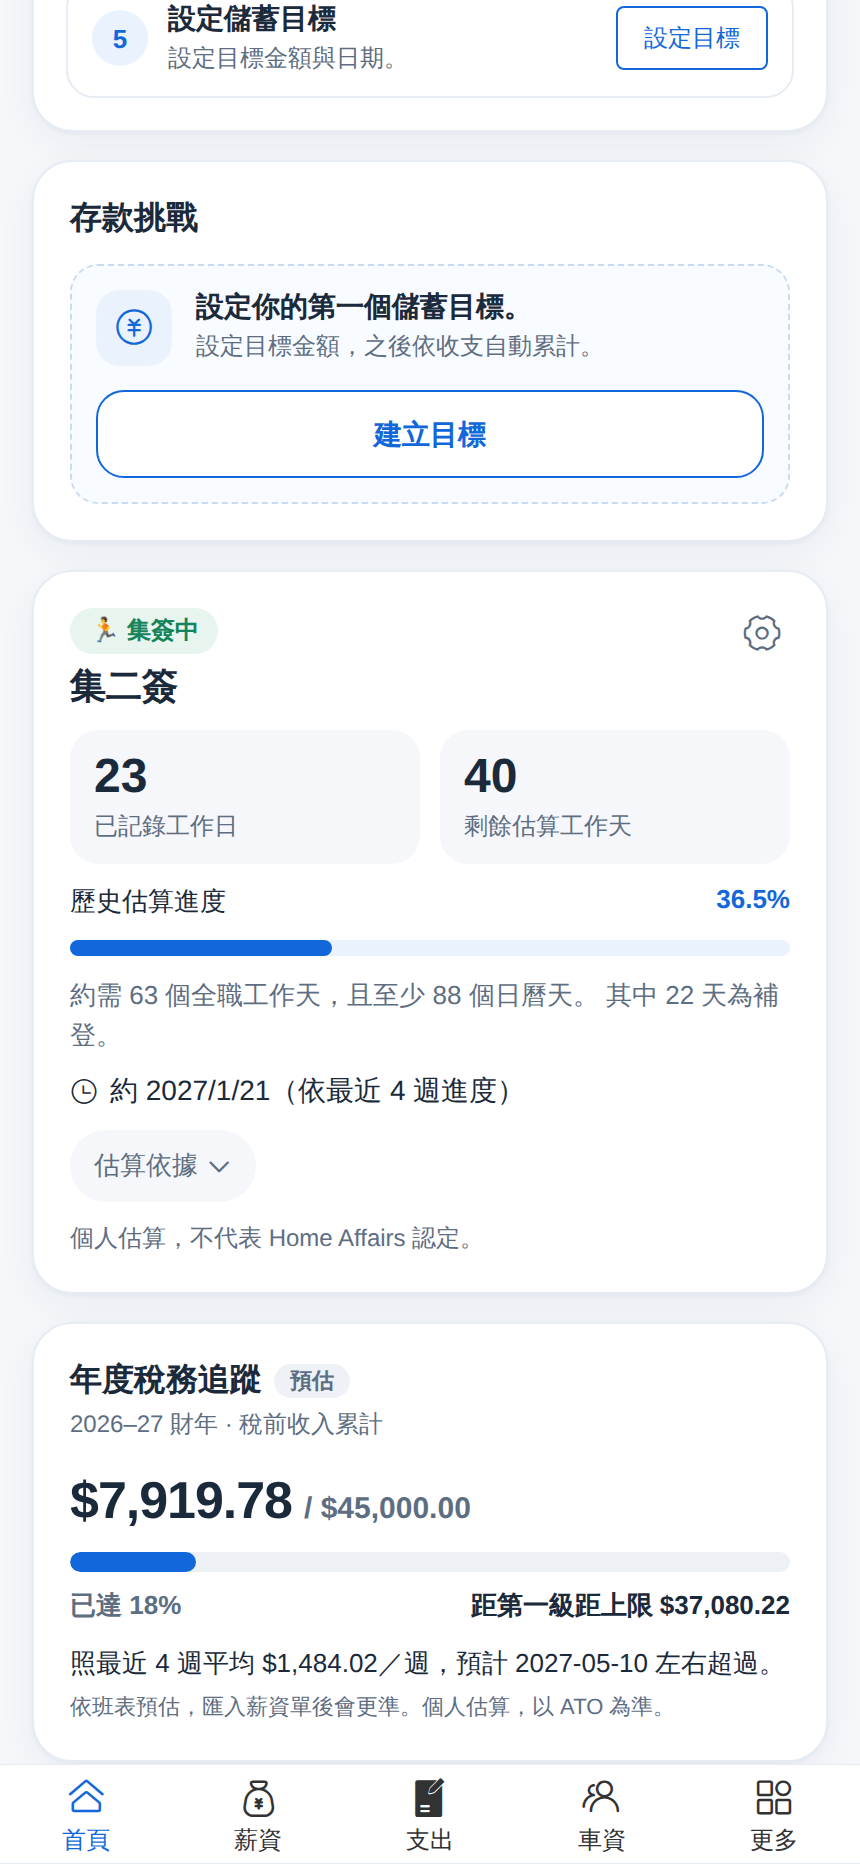 5
設定儲蓄目標
設定目標金額與日期。
設定目標
存款挑戰
設定你的第一個儲蓄目標。
設定目標金額，之後依收支自動累計。
建立目標
🏃 集簽中
集二簽
23
已記錄工作日
40
剩餘估算工作天
歷史估算進度
36.5%
約需 63 個全職工作天，且至少 88 個日曆天。 其中 22 天為補
登。
約 2027/1/21（依最近 4 週進度）
估算依據
個人估算，不代表 Home Affairs 認定。
年度稅務追蹤 預估
2026–27 財年 · 稅前收入累計
$7,919.78 / $45,000.00
已達 18%
距第一級距上限 $37,080.22
照最近 4 週平均 $1,484.02／週，預計 2027-05-10 左右超過。
依班表預估，匯入薪資單後會更準。個人估算，以 ATO 為準。
首頁
薪資
支出
車資
更多